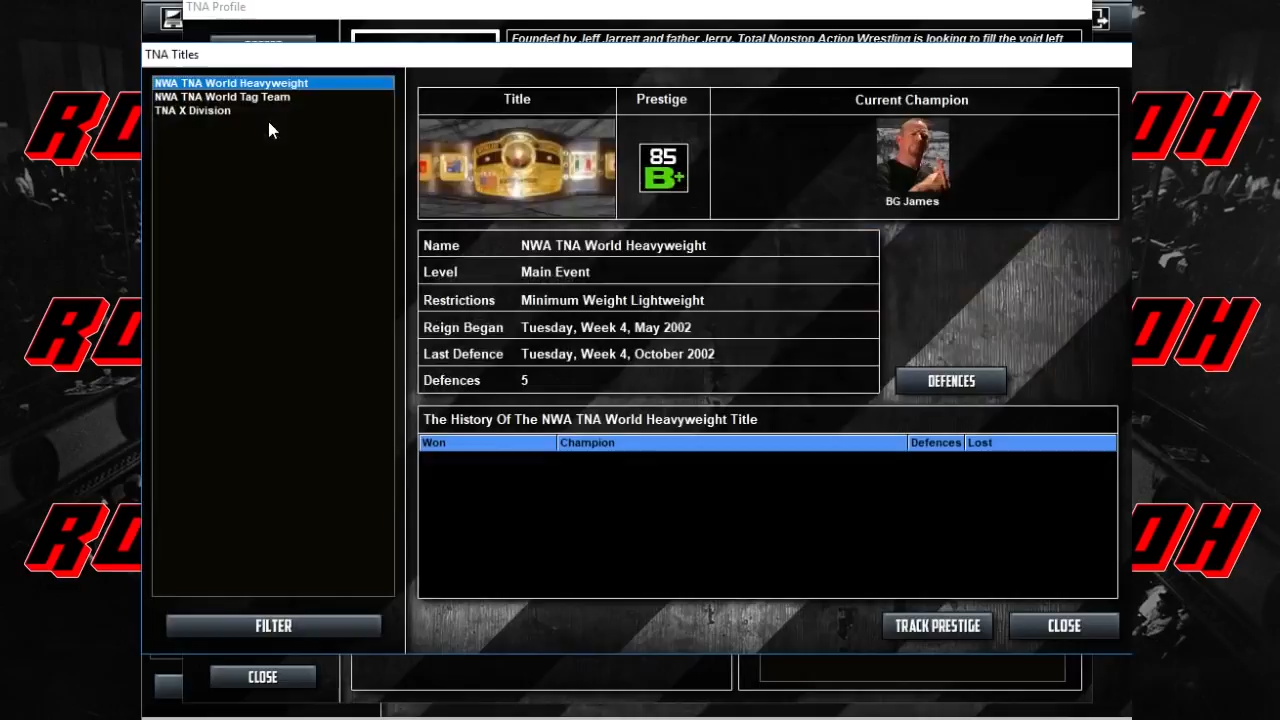 TNA Profile
Founded by Jeff Jarrett and father Jerry, Total Nonstop Action Wrestling is looking to fill the void left
TNA Titles
NWA TNA World Heavyweight
NWA TNA World Tag Team
TNA X Division
Title Prestige Current Champion
85
B+
BG James
Name NWA TNA World Heavyweight
Level Main Event
Restrictions Minimum Weight Lightweight
Reign Began Tuesday, Week 4, May 2002
Last Defence Tuesday, Week 4, October 2002
Defences 5
DEFENCES
The History Of The NWA TNA World Heavyweight Title
Won Champion Defences Lost
FILTER
TRACK PRESTIGE
CLOSE
CLOSE